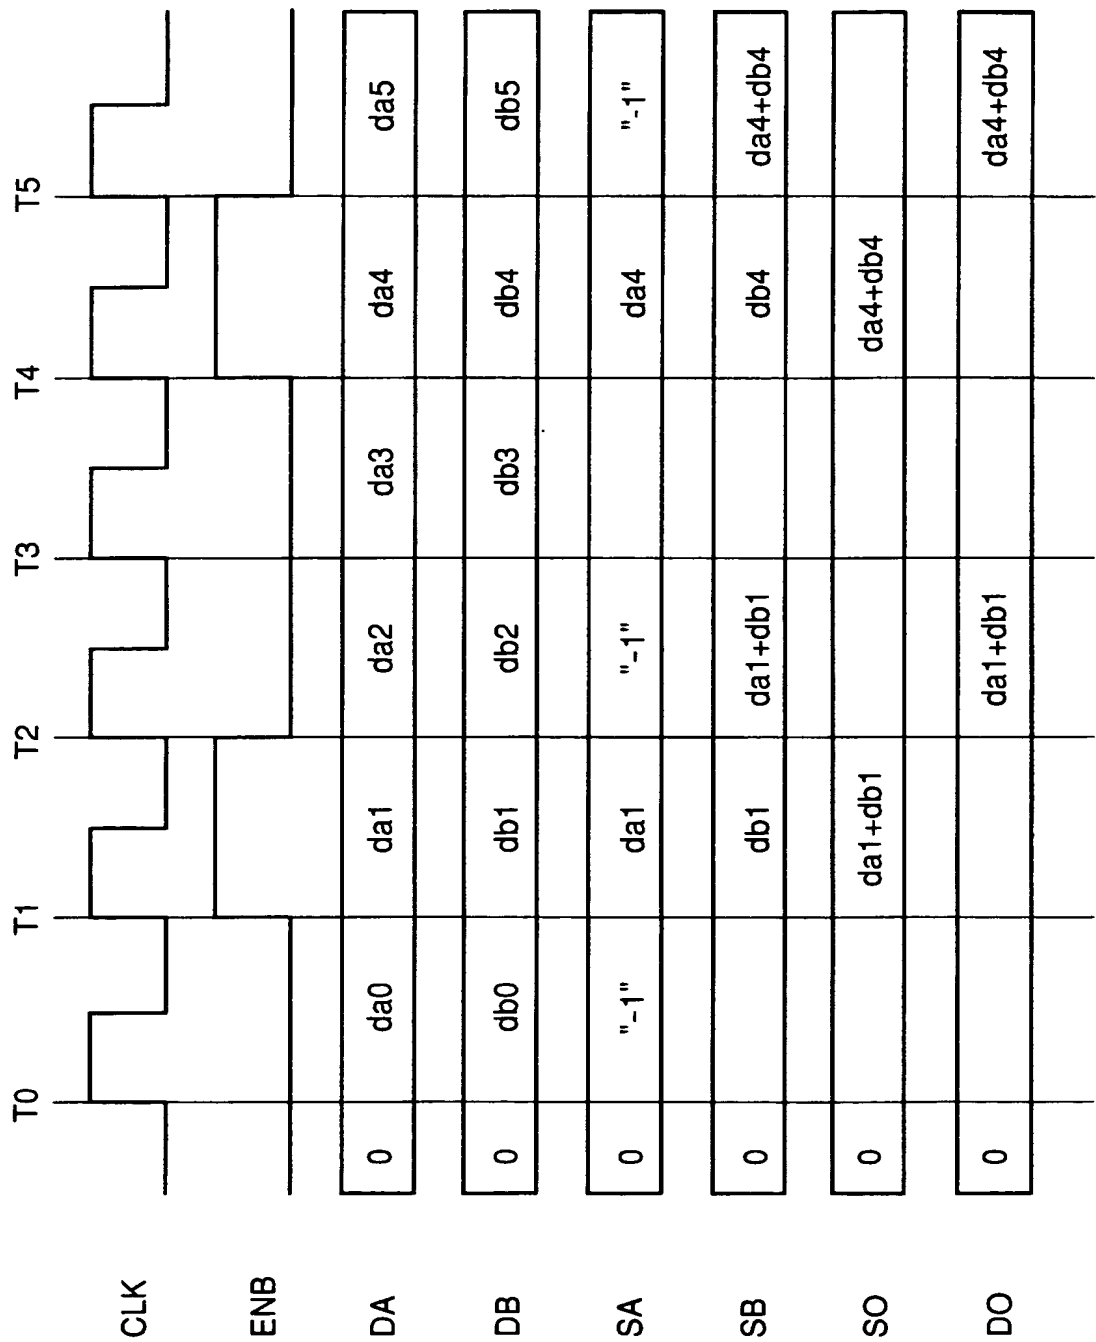 T0 T1 T2 T3 T4 T5
CLK
ENB
DA 0 da0 da1 da2 da3 da4 da5
DB 0 db0 db1 db2 db3 db4 db5
SA 0 "-1" da1 "-1" da4 "-1"
SB 0 db1 da1+db1 db4 da4+db4
SO 0 da1+db1 da4+db4
DO 0 da1+db1 da4+db4